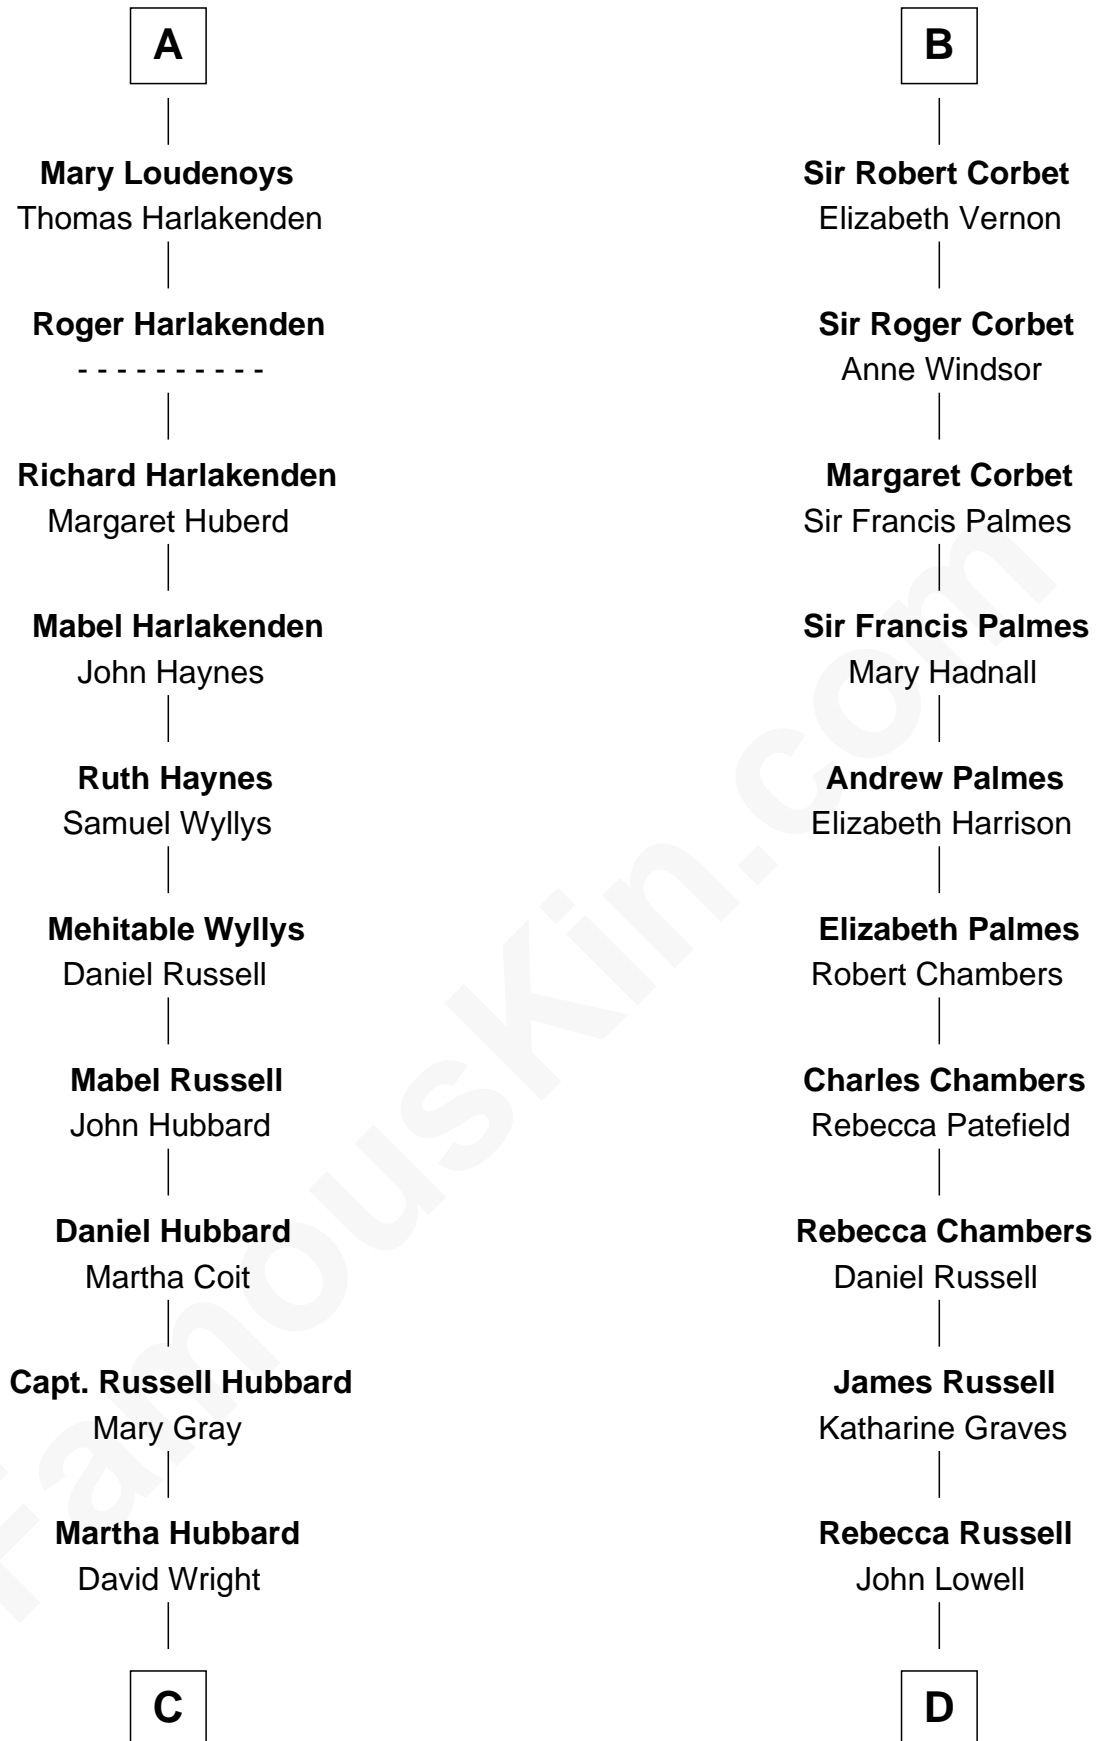 A
Mary Loudenoys
Thomas Harlakenden
Roger Harlakenden
- - - - - - - - - -
Richard Harlakenden
Margaret Huberd
Mabel Harlakenden
John Haynes
Ruth Haynes
Samuel Wyllys
Mehitable Wyllys
Daniel Russell
Mabel Russell
John Hubbard
Daniel Hubbard
Martha Coit
Capt. Russell Hubbard
Mary Gray
Martha Hubbard
David Wright
C
B
Sir Robert Corbet
Elizabeth Vernon
Sir Roger Corbet
Anne Windsor
Margaret Corbet
Sir Francis Palmes
Sir Francis Palmes
Mary Hadnall
Andrew Palmes
Elizabeth Harrison
Elizabeth Palmes
Robert Chambers
Charles Chambers
Rebecca Patefield
Rebecca Chambers
Daniel Russell
James Russell
Katharine Graves
Rebecca Russell
John Lowell
D
FamousKin.com